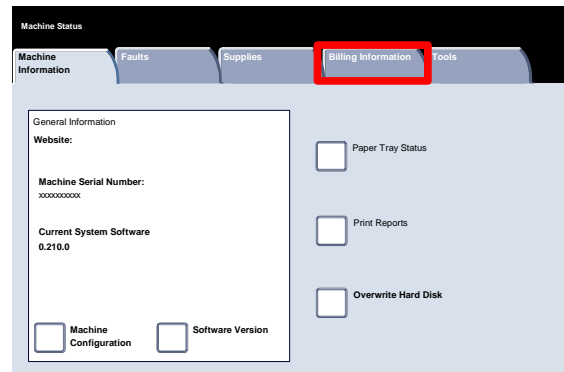 Machine Status
Machine
Information
Faults
Supplies
Billing Information
Tools
General Information
Website:
Machine Serial Number:
xxxxxxxxxx
Current System Software
0.210.0
Machine
Configuration
Software Version
Paper Tray Status
Print Reports
Overwrite Hard Disk